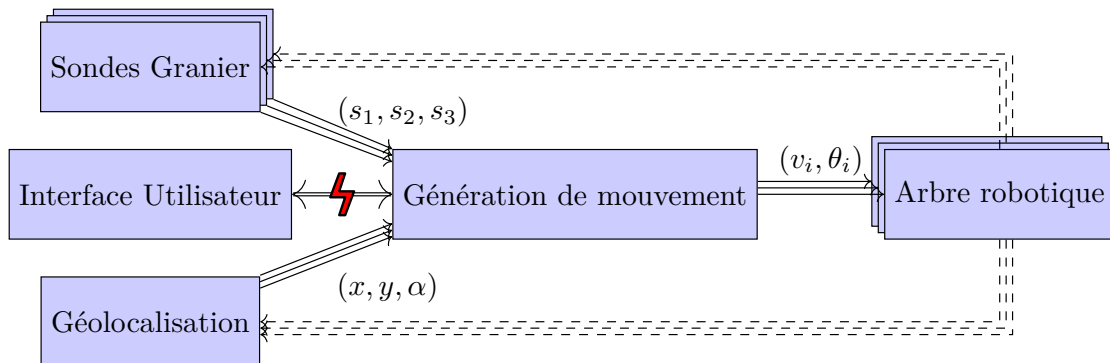 Sondes Granier
(s₁, s₂, s₃)
Interface Utilisateur
Génération de mouvement
(vᵢ, θᵢ)
Arbre robotique
Géolocalisation
(x, y, α)